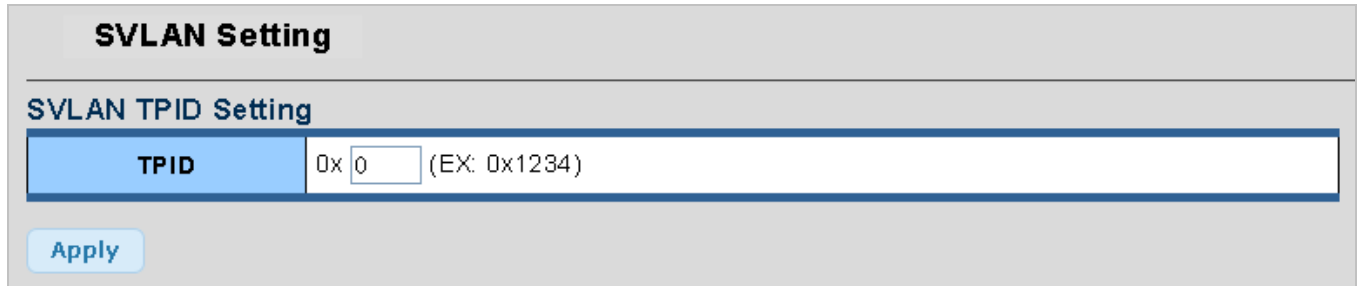 SVLAN Setting
SVLAN TPID Setting
TPID 0x 0 (EX: 0x1234)
Apply